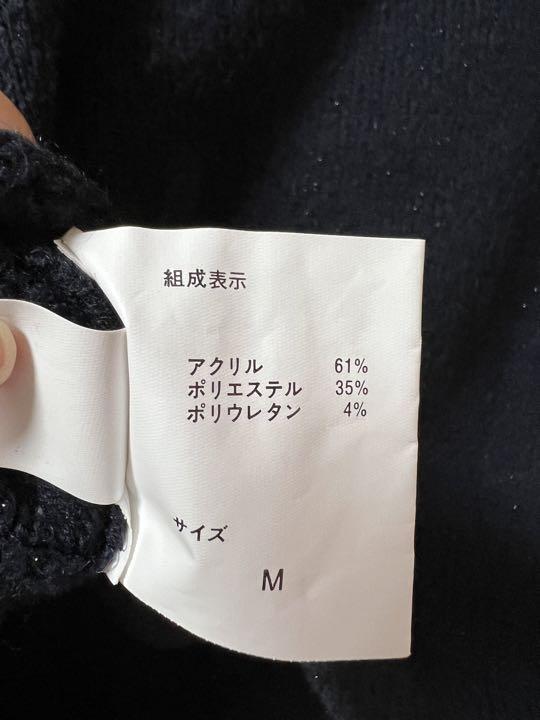 組成表示
アクリル 61%
ポリエステル 35%
ポリウレタン 4%
サイズ
M